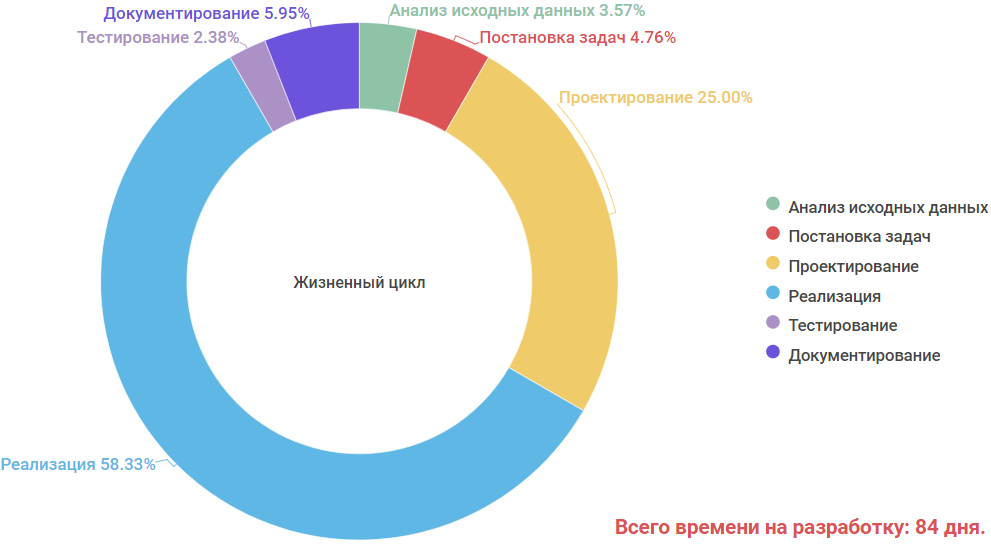 Документирование 5.95%
Анализ исходных данных 3.57%
Тестирование 2.38%
Постановка задач 4.76%
Проектирование 25.00%
Жизненный цикл
Реализация 58.33%
Анализ исходных данных
Постановка задач
Проектирование
Реализация
Тестирование
Документирование
Всего времени на разработку: 84 дня.